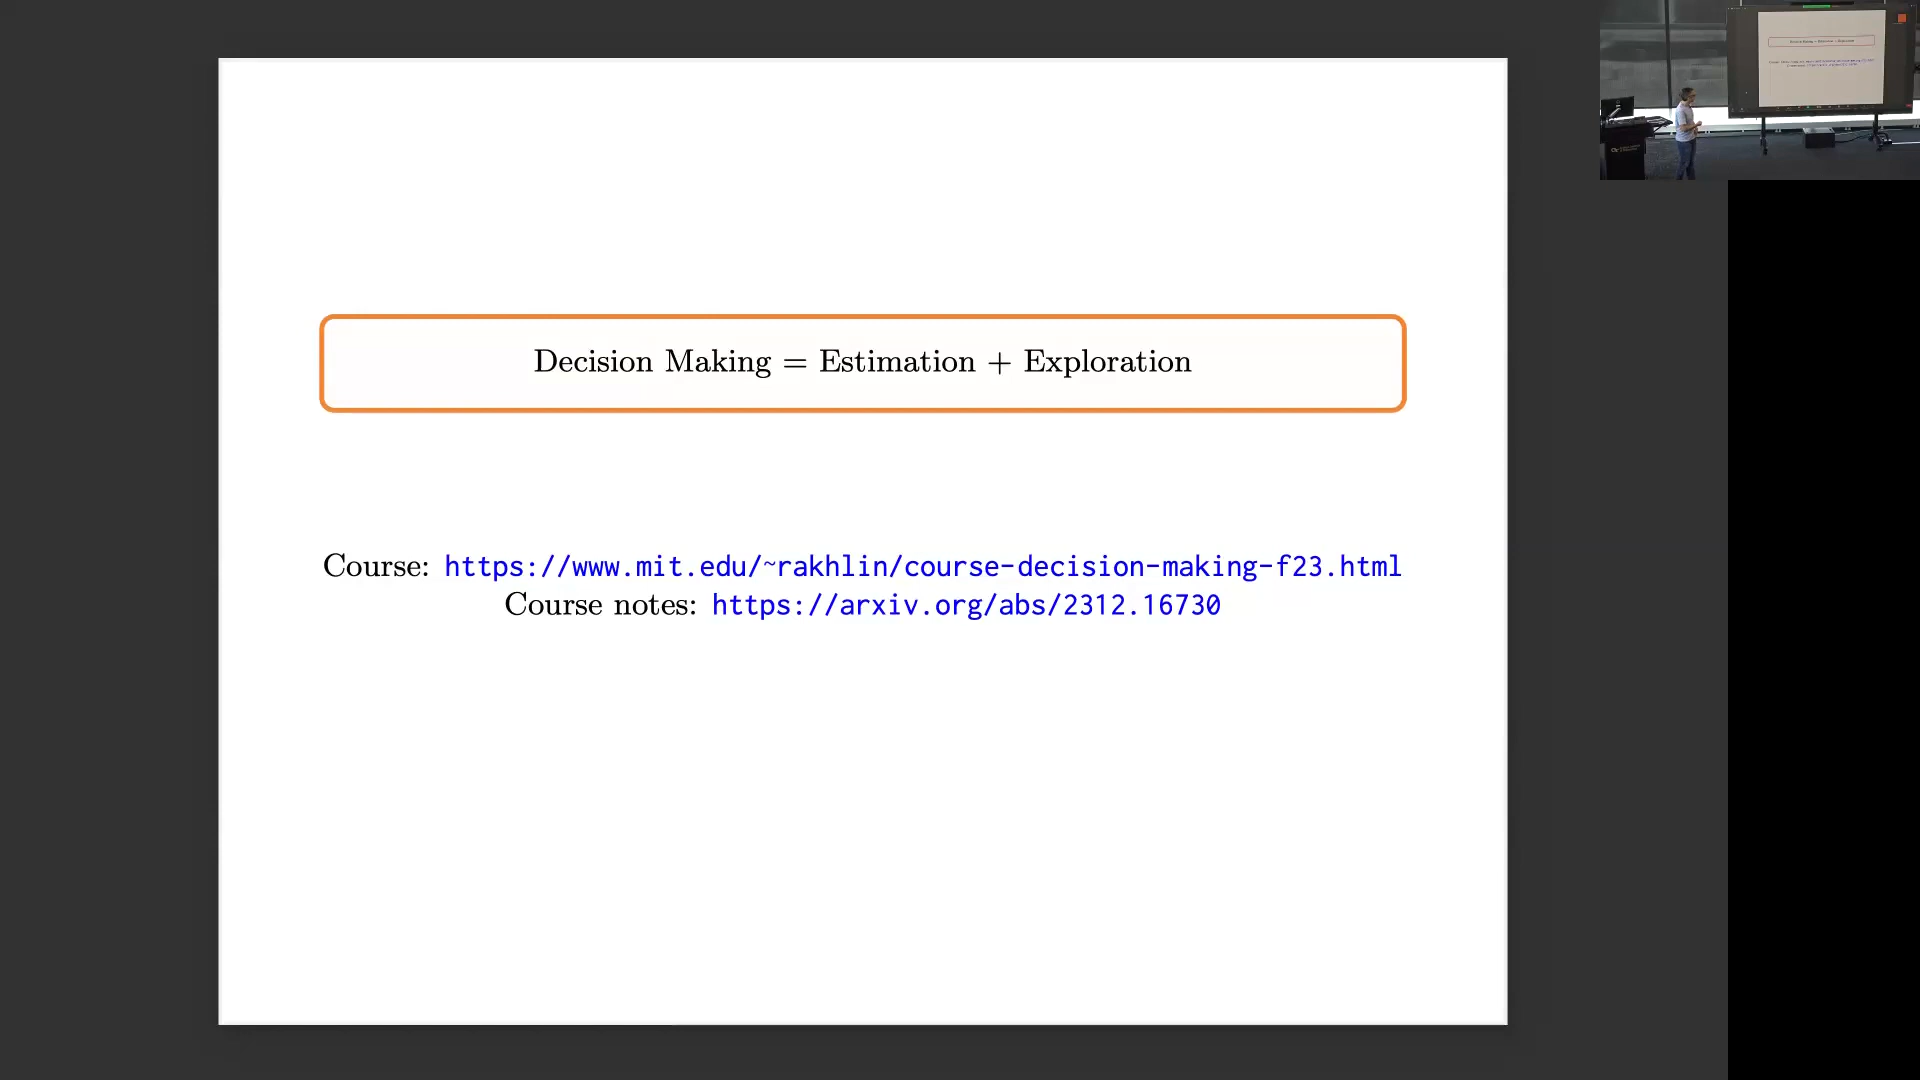 Decision Making = Estimation + Exploration
Course: https://www.mit.edu/~rakhlin/course-decision-making-f23.html
Course notes: https://arxiv.org/abs/2312.16730